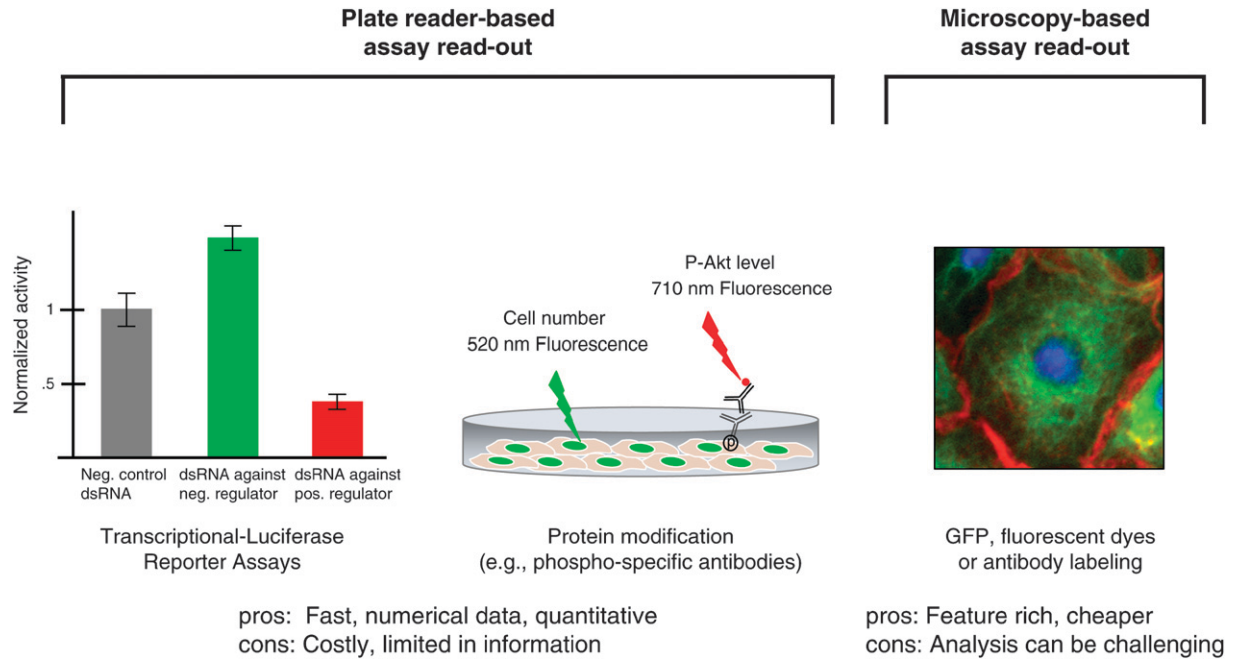 Plate reader-based
assay read-out
Microscopy-based
assay read-out
Normalized activity
1
.5
Neg. control
dsRNA
dsRNA against
neg. regulator
dsRNA against
pos. regulator
Cell number
520 nm Fluorescence
P-Akt level
710 nm Fluorescence
p
Transcriptional-Luciferase
Reporter Assays
Protein modification
(e.g., phospho-specific antibodies)
GFP, fluorescent dyes
or antibody labeling
pros: Fast, numerical data, quantitative
cons: Costly, limited in information
pros: Feature rich, cheaper
cons: Analysis can be challenging